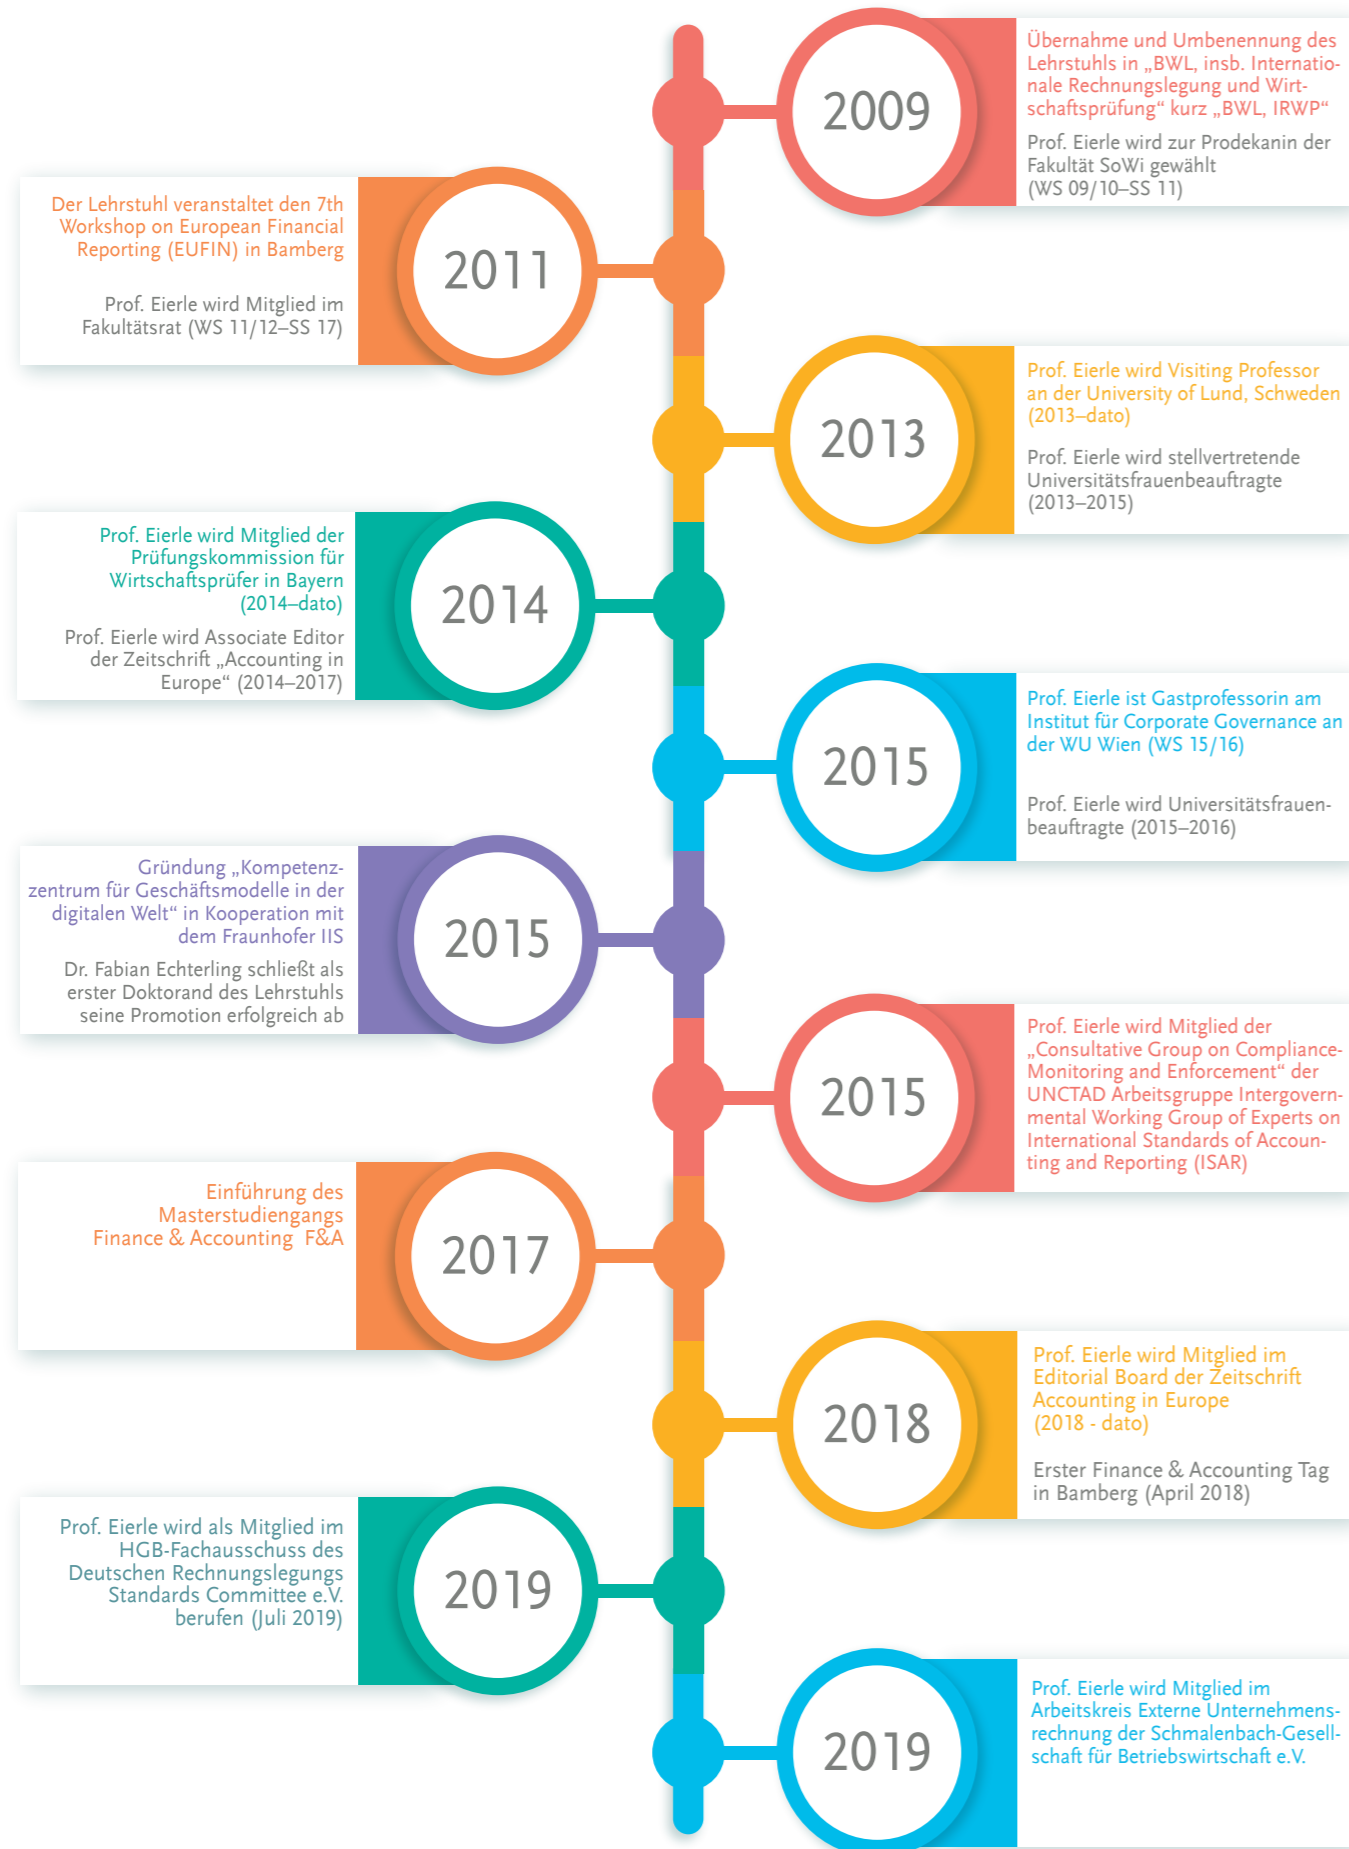 2009
Übernahme und Umbenennung des
Lehrstuhls in „BWL, insb. Internatio-
nale Rechnungslegung und Wirt-
schaftsprüfung“ kurz „BWL, IRWP“
Prof. Eierle wird zur Prodekanin der
Fakultät SoWi gewählt
(WS 09/10–SS 11)
Der Lehrstuhl veranstaltet den 7th
Workshop on European Financial
Reporting (EUFIN) in Bamberg
Prof. Eierle wird Mitglied im
Fakultätsrat (WS 11/12–SS 17)
2011
2013
Prof. Eierle wird Visiting Professor
an der University of Lund, Schweden
(2013–dato)
Prof. Eierle wird stellvertretende
Universitätsfrauenbeauftragte
(2013–2015)
Prof. Eierle wird Mitglied der
Prüfungskommission für
Wirtschaftsprüfer in Bayern
(2014–dato)
Prof. Eierle wird Associate Editor
der Zeitschrift „Accounting in
Europe“ (2014–2017)
2014
2015
Prof. Eierle ist Gastprofessorin am
Institut für Corporate Governance an
der WU Wien (WS 15/16)
Prof. Eierle wird Universitätsfrauen-
beauftragte (2015–2016)
Gründung „Kompetenz-
zentrum für Geschäftsmodelle in der
digitalen Welt“ in Kooperation mit
dem Fraunhofer IIS
Dr. Fabian Echterling schließt als
erster Doktorand des Lehrstuhls
seine Promotion erfolgreich ab
2015
2015
Prof. Eierle wird Mitglied der
„Consultative Group on Compliance-
Monitoring and Enforcement“ der
UNCTAD Arbeitsgruppe Intergovern-
mental Working Group of Experts on
International Standards of Accoun-
ting and Reporting (ISAR)
Einführung des
Masterstudiengangs
Finance & Accounting F&A
2017
2018
Prof. Eierle wird Mitglied im
Editorial Board der Zeitschrift
Accounting in Europe
(2018 - dato)
Erster Finance & Accounting Tag
in Bamberg (April 2018)
Prof. Eierle wird als Mitglied im
HGB-Fachausschuss des
Deutschen Rechnungslegungs
Standards Committee e.V.
berufen (Juli 2019)
2019
2019
Prof. Eierle wird Mitglied im
Arbeitskreis Externe Unternehmens-
rechnung der Schmalenbach-Gesell-
schaft für Betriebswirtschaft e.V.